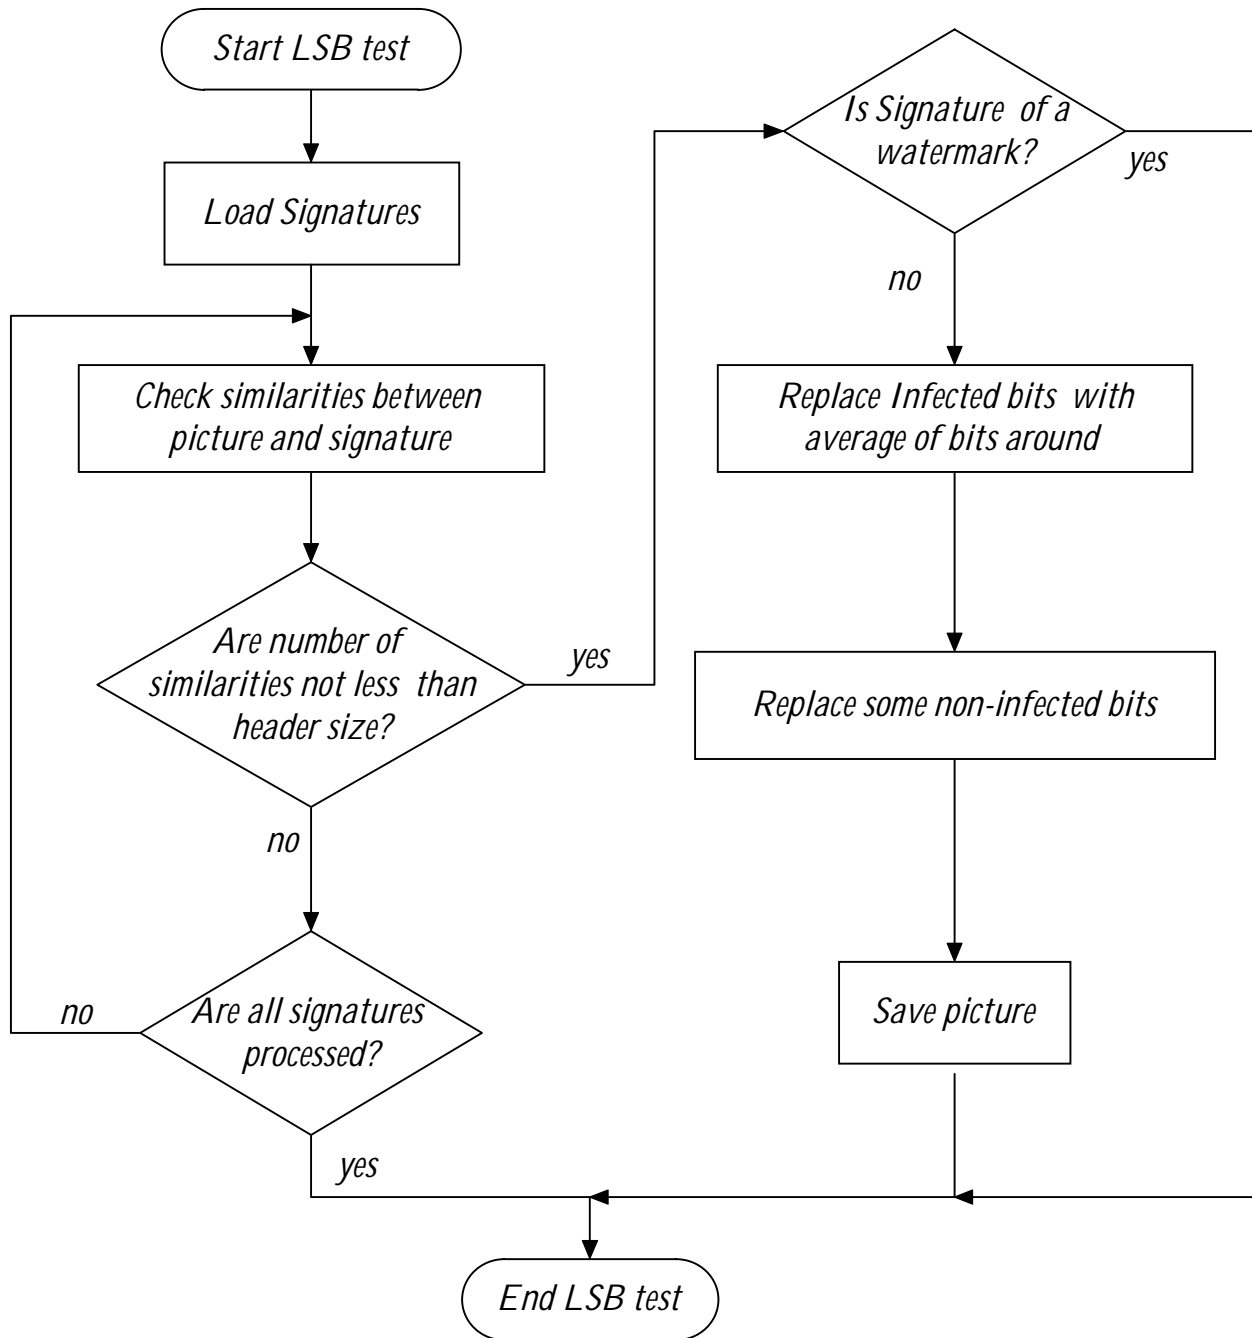 Start LSB test
Load Signatures
Check similarities between
picture and signature
Are number of
similarities not less than
header size?
yes
no
Are all signatures
processed?
no
yes
Is Signature of a
watermark?
yes
no
Replace Infected bits with
average of bits around
Replace some non-infected bits
Save picture
End LSB test